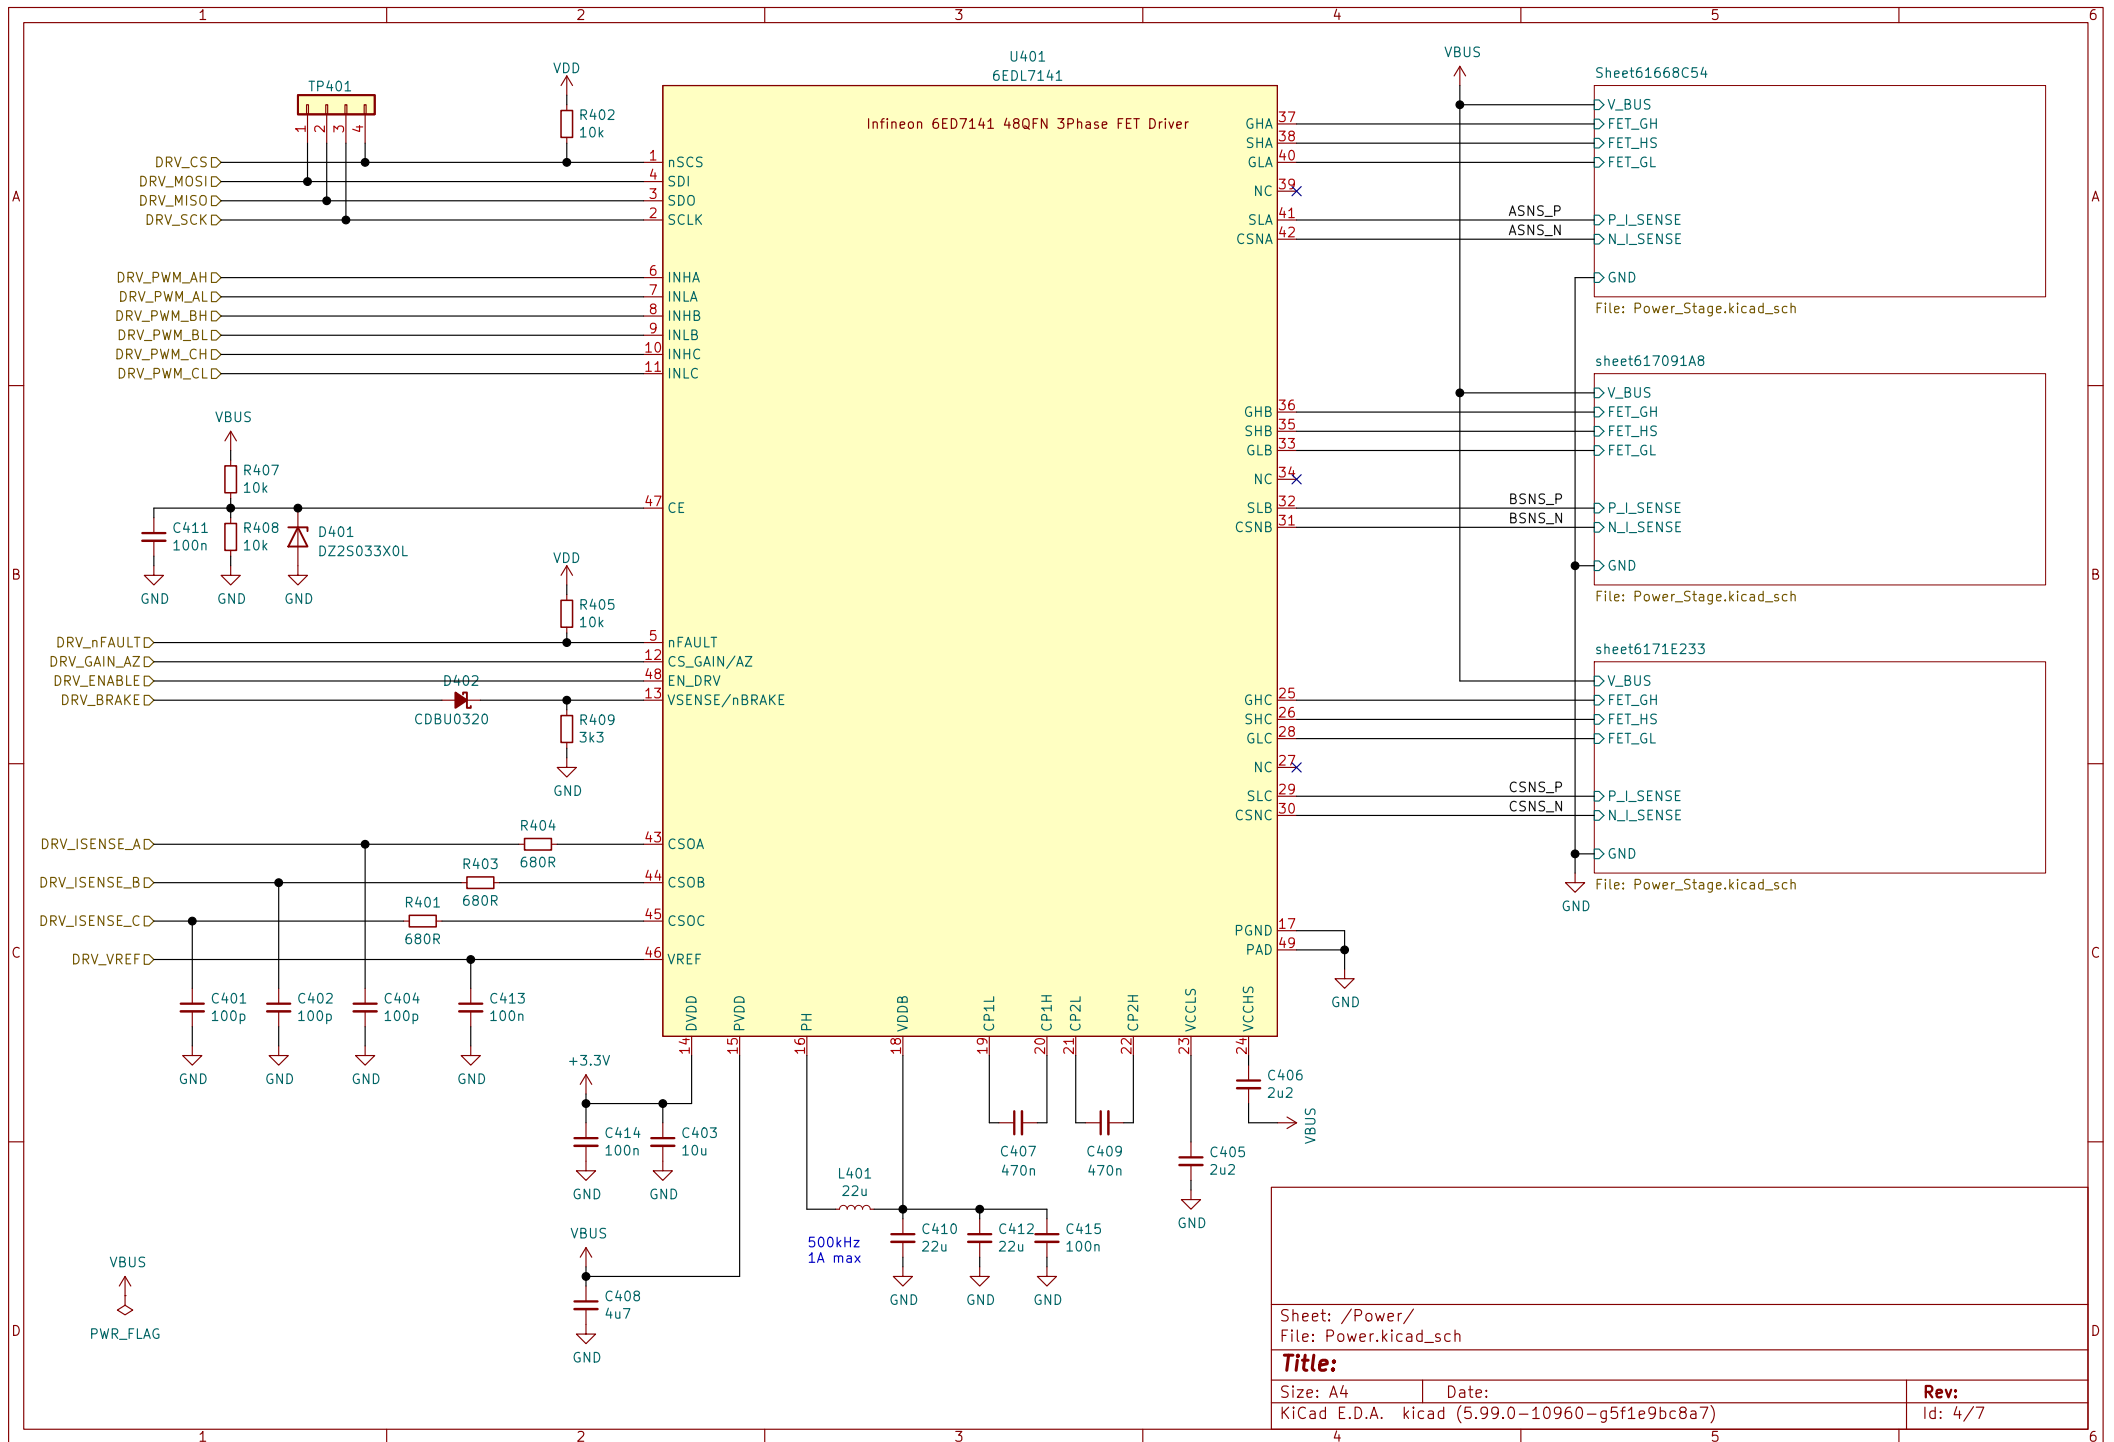 1 2 3 4 5 6
U401
6EDL7141
Infineon 6ED7141 48QFN 3Phase FET Driver
TP401
1 2 3 4
VDD
R402
10k
DRV_CS
DRV_MOSI
DRV_MISO
DRV_SCK
1 nSCS
4 SDI
3 SDO
2 SCLK
A
DRV_PWM_AH
DRV_PWM_AL
DRV_PWM_BH
DRV_PWM_BL
DRV_PWM_CH
DRV_PWM_CL
6 INHA
7 INLA
8 INHB
9 INLB
10 INHC
11 INLC
VBUS
R407
10k
C411
100n
R408
10k
D401
DZ2S033X0L
GND
GND
GND
47 CE
B
VDD
R405
10k
DRV_nFAULT
DRV_GAIN_AZ
DRV_ENABLE
DRV_BRAKE
D402
CDBU0320
R409
3k3
GND
5 nFAULT
12 CS_GAIN/AZ
48 EN_DRV
13 VSENSE/nBRAKE
DRV_ISENSE_A
DRV_ISENSE_B
DRV_ISENSE_C
DRV_VREF
R404
680R
R403
680R
R401
680R
43 CSOA
44 CSOB
45 CSOC
46 VREF
C
C401
100p
C402
100p
C404
100p
C413
100n
GND
GND
GND
GND
GHA 37
SHA 38
GLA 40
NC 39
SLA 41
CSNA 42
GHB 36
SHB 35
GLB 33
NC 34
SLB 32
CSNB 31
GHC 25
SHC 26
GLC 28
NC 27
SLC 29
CSNC 30
PGND 17
PAD 49
GND
VBUS
ASNS_P
ASNS_N
BSNS_P
BSNS_N
CSNS_P
CSNS_N
Sheet61668C54
V_BUS
FET_GH
FET_HS
FET_GL
P_I_SENSE
N_I_SENSE
GND
File: Power_Stage.kicad_sch
A
sheet617091A8
V_BUS
FET_GH
FET_HS
FET_GL
P_I_SENSE
N_I_SENSE
GND
File: Power_Stage.kicad_sch
B
sheet6171E233
V_BUS
FET_GH
FET_HS
FET_GL
P_I_SENSE
N_I_SENSE
GND
File: Power_Stage.kicad_sch
GND
C
DVDD 14
PVDD 15
PH 16
VDDB 18
CP1L 19
CP1H 20
CP2L 21
CP2H 22
VCCLS 23
VCCHS 24
+3.3V
C414
100n
C403
10u
GND
GND
VBUS
C408
4u7
GND
L401
22u
500kHz
1A max
C410
22u
C412
22u
C415
100n
GND
GND
GND
C407
470n
C409
470n
C405
2u2
GND
C406
2u2
VBUS
VBUS
PWR_FLAG
D
D
Sheet: /Power/
File: Power.kicad_sch
Title:
Size: A4 Date: Rev:
KiCad E.D.A. kicad (5.99.0-10960-g5f1e9bc8a7) Id: 4/7
1 2 3 4 5 6